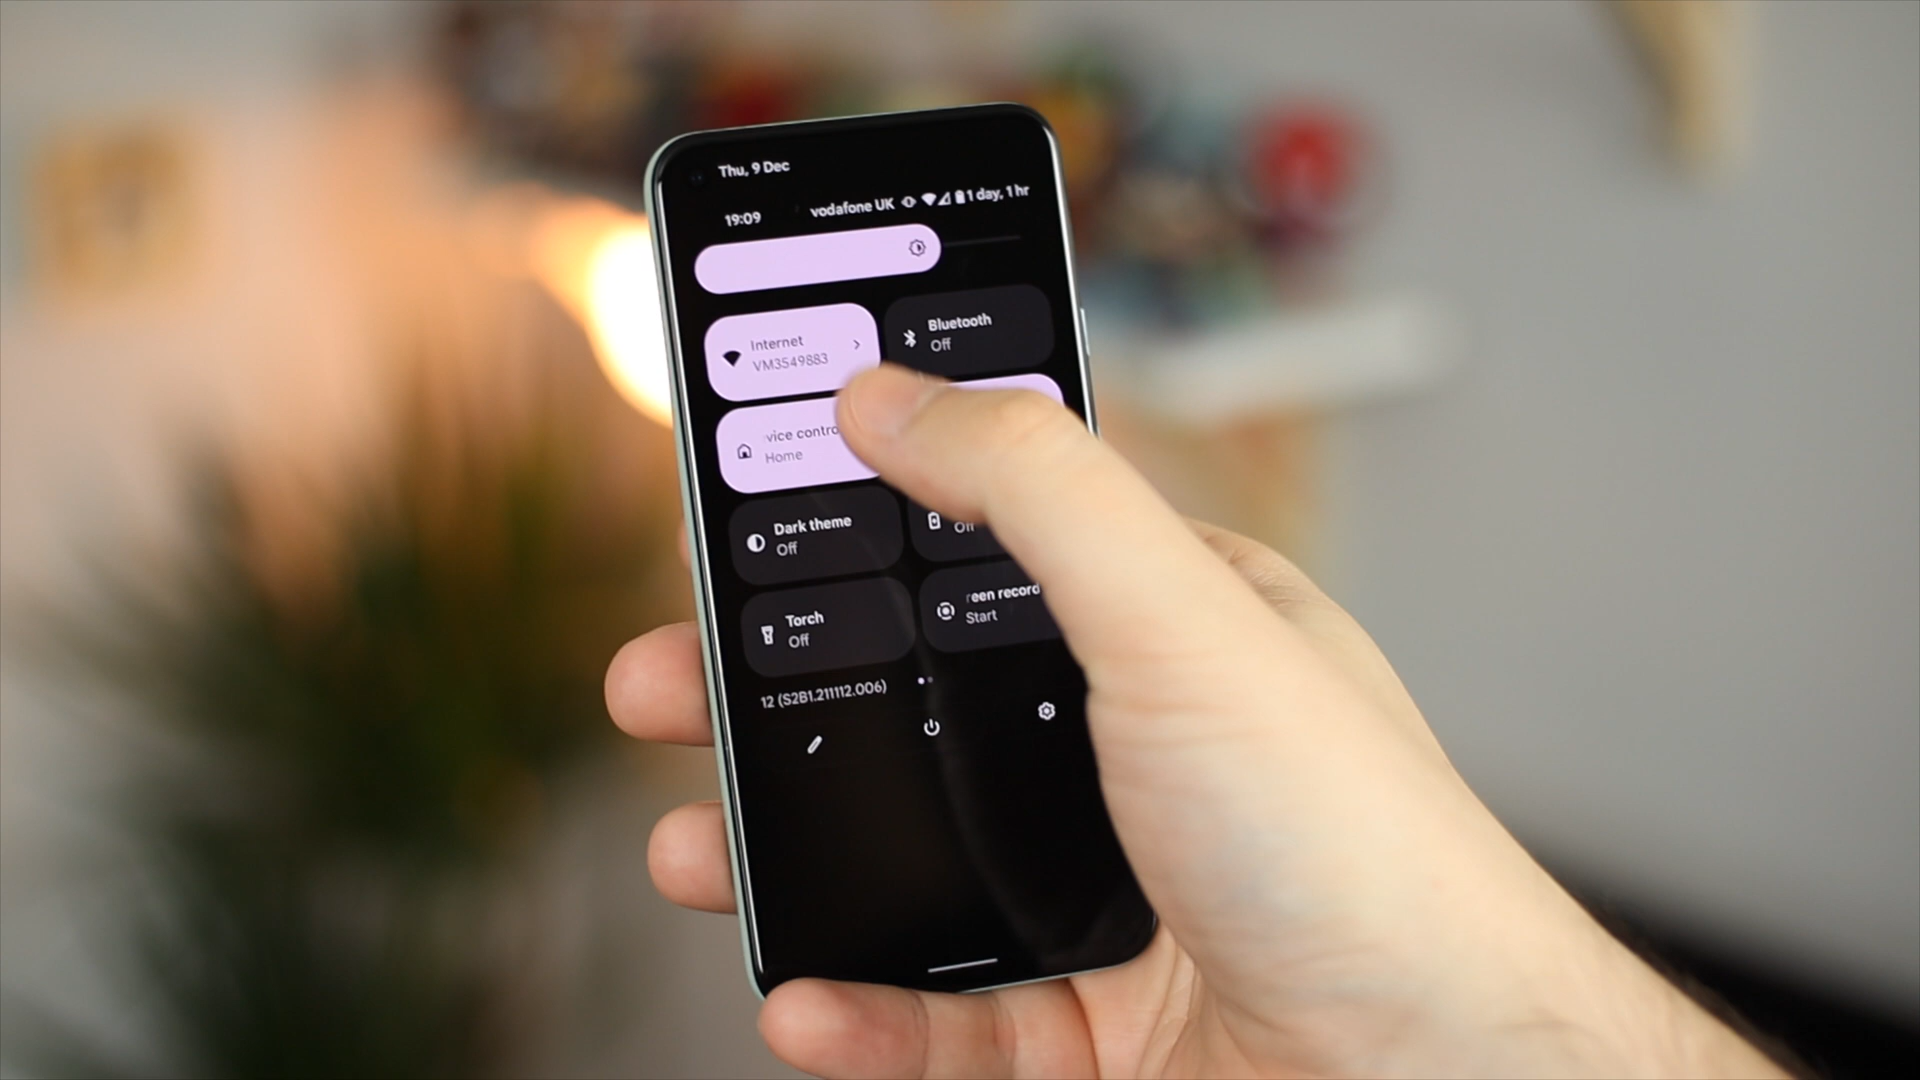 Thu, 9 Dec
19:09
vodafone UK
1 day, 1 hr
Internet
VM3549883
Bluetooth
Off
vice contro
Home
Dark theme
Off
Off
Torch
Off
reen record
Start
12 (S2B1.211112.006)